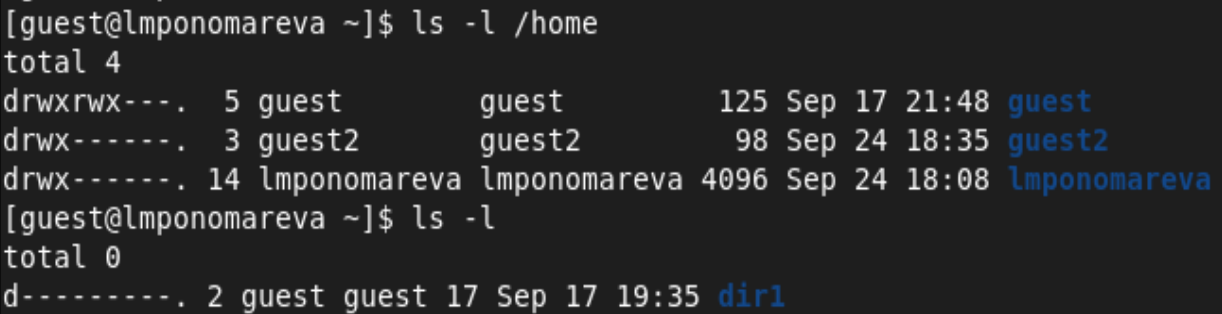 [guest@lmponomareva ~]$ ls -l /home
total 4
drwxrwx---.  5 guest        guest         125 Sep 17 21:48 guest
drwx------.  3 guest2       guest2         98 Sep 24 18:35 guest2
drwx------. 14 lmponomareva lmponomareva 4096 Sep 24 18:08 lmponomareva
[guest@lmponomareva ~]$ ls -l
total 0
d---------. 2 guest guest 17 Sep 17 19:35 dir1